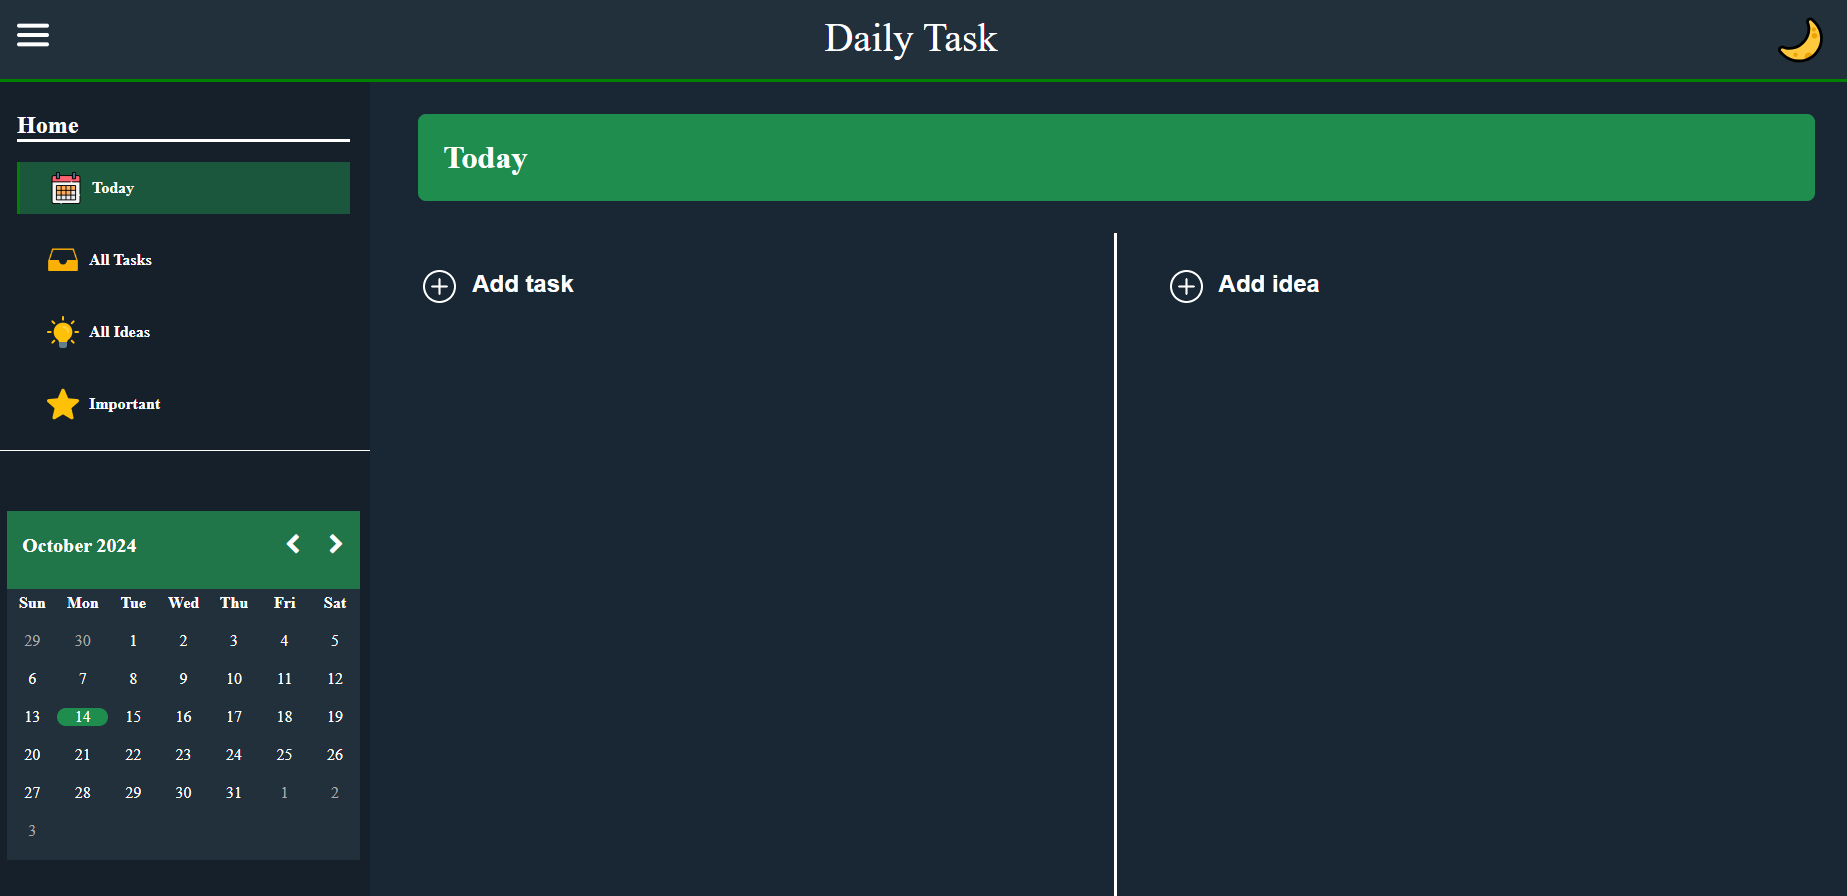 Daily Task
Home
Today
All Tasks
All Ideas
Important
October 2024
Sun Mon Tue Wed Thu Fri Sat
29 30 1 2 3 4 5
6 7 8 9 10 11 12
13 14 15 16 17 18 19
20 21 22 23 24 25 26
27 28 29 30 31 1 2
3
Today
Add task
Add idea